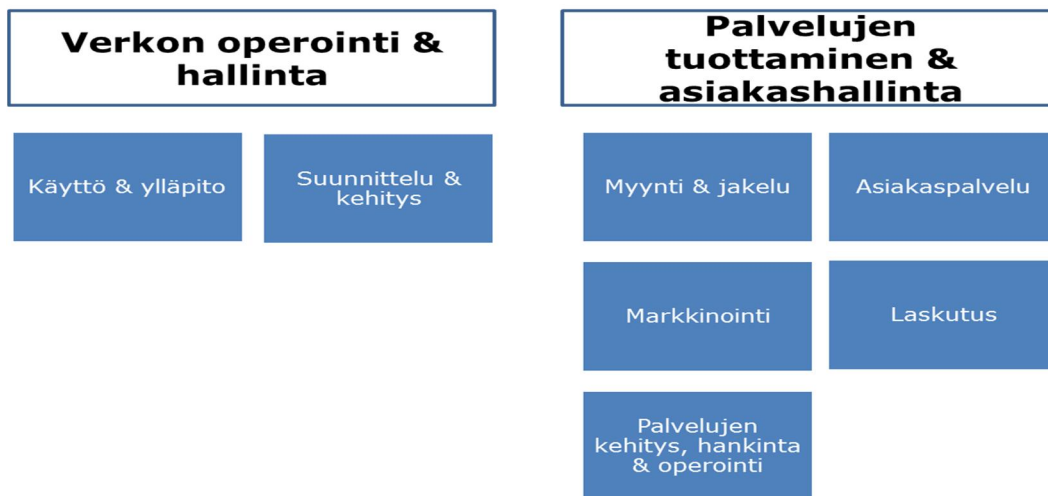 Verkon operointi &
hallinta
Palvelujen
tuottaminen &
asiakashallinta
Käyttö & ylläpito
Suunnittelu &
kehitys
Myynti & jakelu
Asiakaspalvelu
Markkinointi
Laskutus
Palvelujen
kehitys, hankinta
& operointi